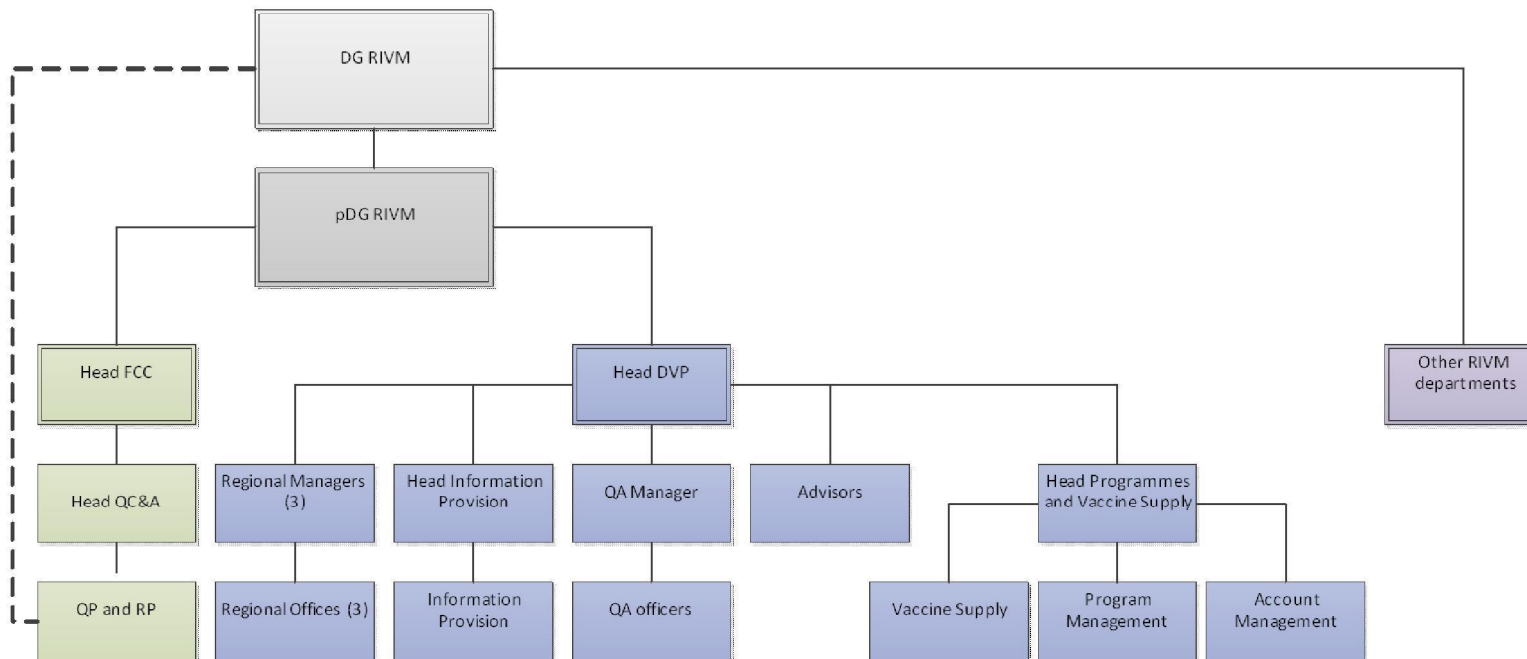 DG RIVM
pDG RIVM
Head FCC
Head DVP
Other RIVM
departments
Head QC&A
Regional Managers
(3)
Head Information
Provision
QA Manager
Advisors
Head Programmes
and Vaccine Supply
QP and RP
Regional Offices (3)
Information
Provision
QA officers
Vaccine Supply
Program
Management
Account
Management